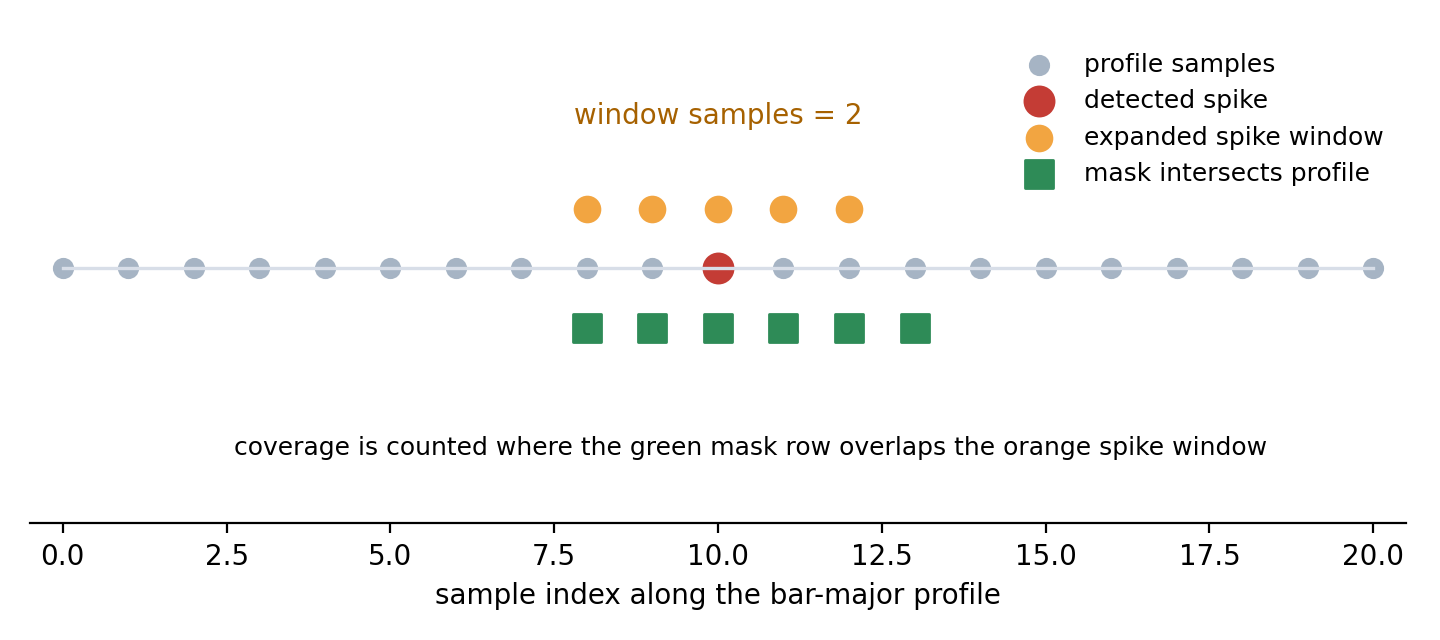 profile samples
detected spike
window samples = 2
expanded spike window
mask intersects profile
coverage is counted where the green mask row overlaps the orange spike window
0.0 2.5 5.0 7.5 10.0 12.5 15.0 17.5 20.0
sample index along the bar-major profile